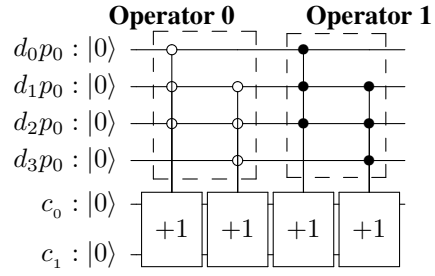 Operator 0 Operator 1
d₀p₀ : |0⟩
d₁p₀ : |0⟩
d₂p₀ : |0⟩
d₃p₀ : |0⟩
c₀ : |0⟩
+1 +1 +1 +1
c₁ : |0⟩